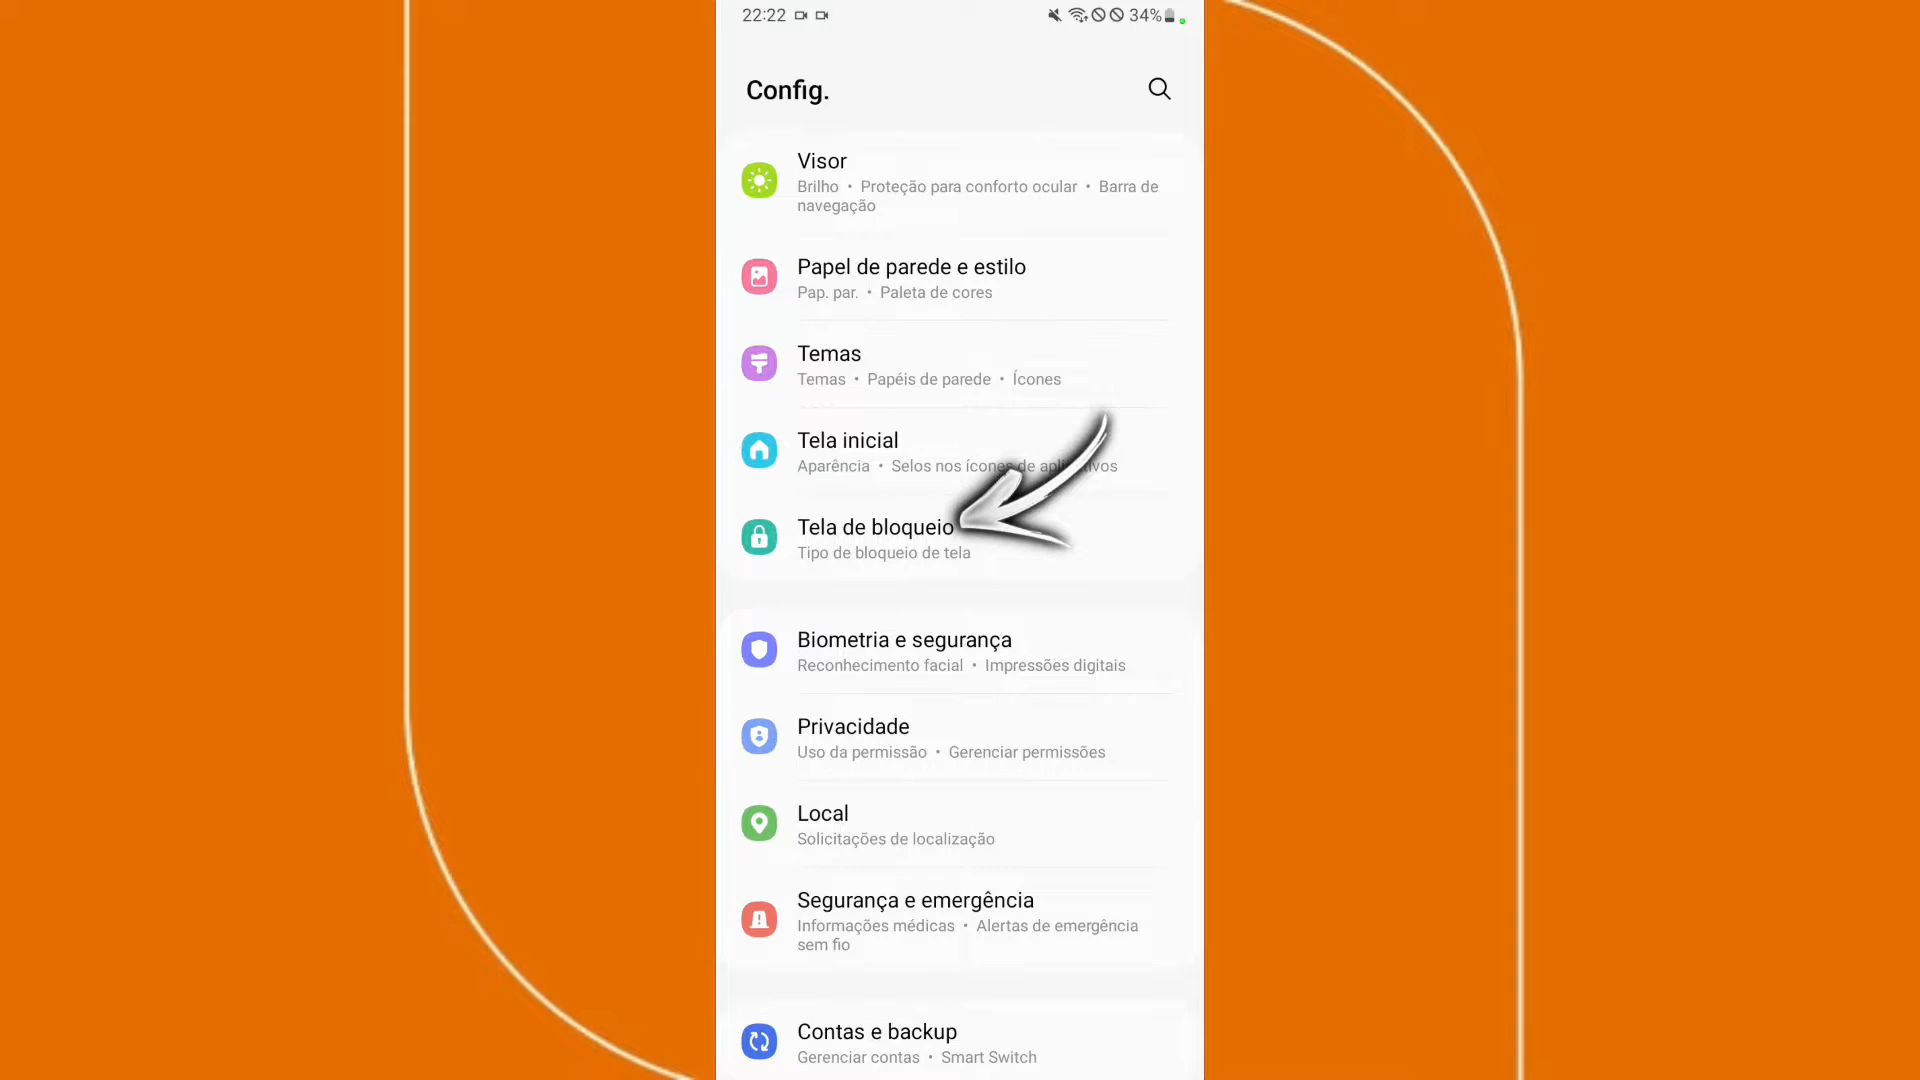 22:22 34%
Config.
Visor
Brilho • Proteção para conforto ocular • Barra de
navegação
Papel de parede e estilo
Pap. par. • Paleta de cores
Temas
Temas • Papéis de parede • Ícones
Tela inicial
Aparência • Selos nos ícones de aplicativos
Tela de bloqueio
Tipo de bloqueio de tela
Biometria e segurança
Reconhecimento facial • Impressões digitais
Privacidade
Uso da permissão • Gerenciar permissões
Local
Solicitações de localização
Segurança e emergência
Informações médicas • Alertas de emergência
sem fio
Contas e backup
Gerenciar contas • Smart Switch